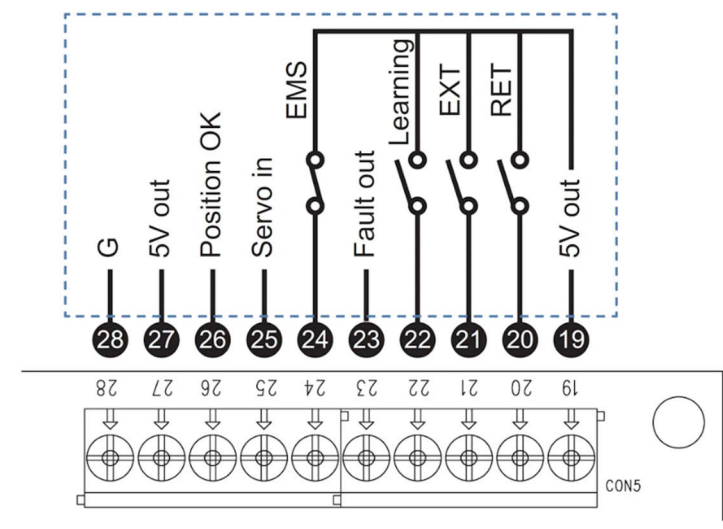 G
5V out
Position OK
Servo in
EMS
Fault out
Learning
EXT
RET
5V out
28 27 26 25 24 23 22 21 20 19
28 27 26 25 24 23 22 21 20 19
CON5